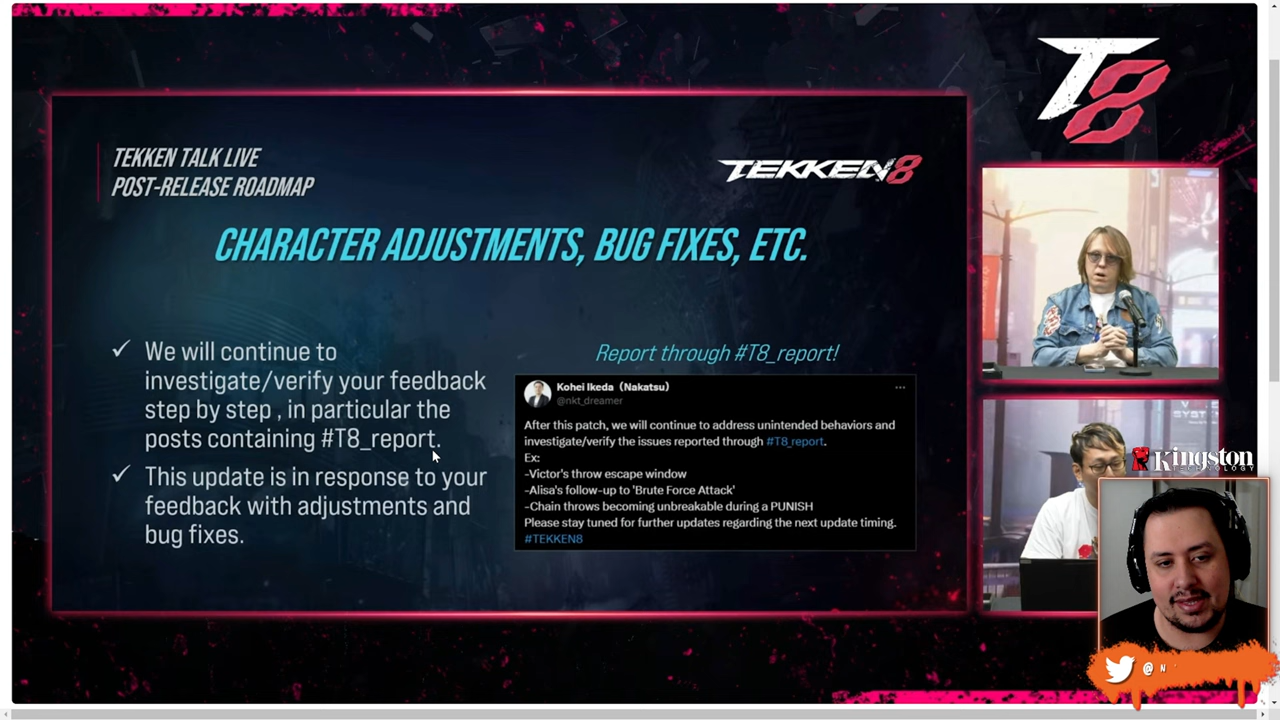 T8
TEKKEN TALK LIVE
POST-RELEASE ROADMAP
TEKKEN8
CHARACTER ADJUSTMENTS, BUG FIXES, ETC.
We will continue to
investigate/verify your feedback
step by step , in particular the
posts containing #T8_report.
This update is in response to your
feedback with adjustments and
bug fixes.
Report through #T8_report!
Kohei Ikeda（Nakatsu）
@nkt_dreamer
After this patch, we will continue to address unintended behaviors and
investigate/verify the issues reported through #T8_report.
Ex:
-Victor's throw escape window
-Alisa's follow-up to 'Brute Force Attack'
-Chain throws becoming unbreakable during a PUNISH
Please stay tuned for further updates regarding the next update timing.
#TEKKEN8
Kingston
TECHNOLOGY
@ N